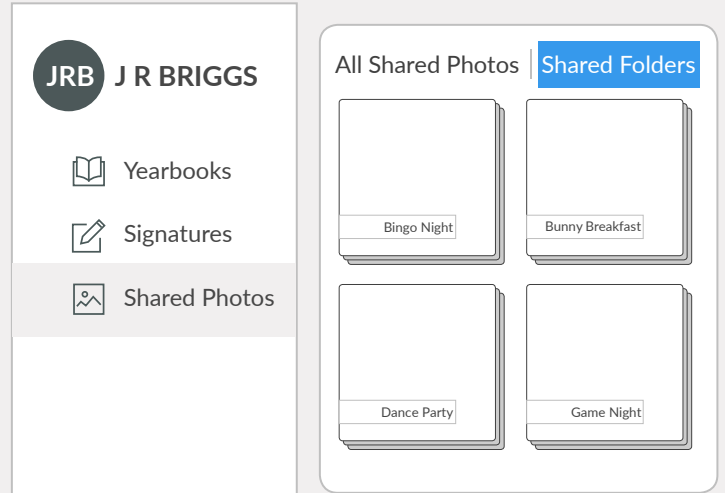 JRB J R BRIGGS
Yearbooks
Signatures
Shared Photos
All Shared Photos | Shared Folders
Bingo Night
Bunny Breakfast
Dance Party
Game Night